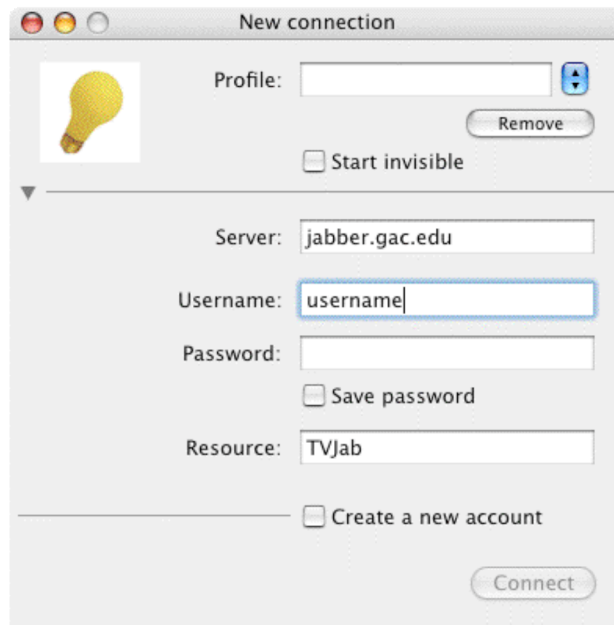 New connection
Profile:
Remove
Start invisible
Server: jabber.gac.edu
Username: username
Password:
Save password
Resource: TVJab
Create a new account
Connect